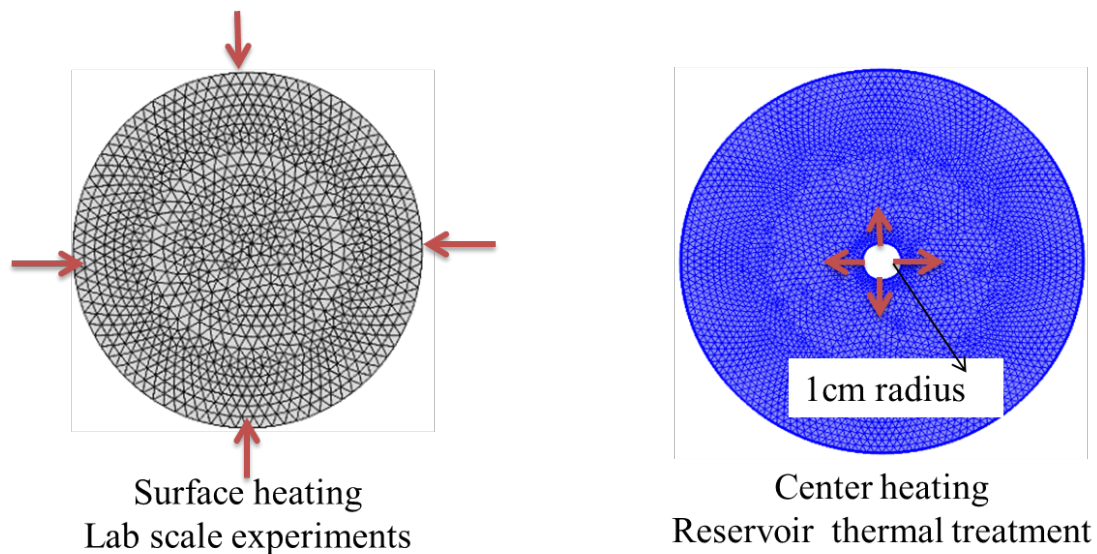 1cm radius
Surface heating
Lab scale experiments
Center heating
Reservoir thermal treatment